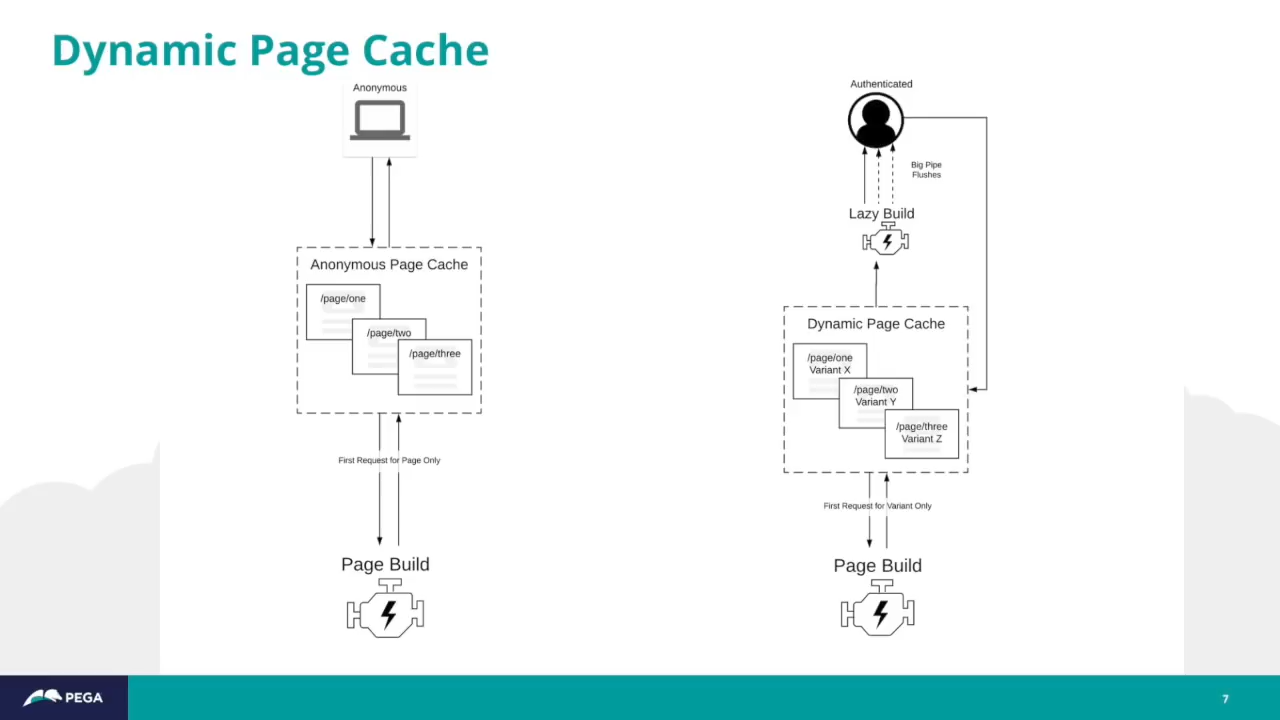 Dynamic Page Cache
Anonymous
Anonymous Page Cache
/page/one
/page/two
/page/three
First Request for Page Only
Page Build
Authenticated
Big Pipe
Flushes
Lazy Build
Dynamic Page Cache
/page/one
Variant X
/page/two
Variant Y
/page/three
Variant Z
First Request for Variant Only
Page Build
PEGA
7